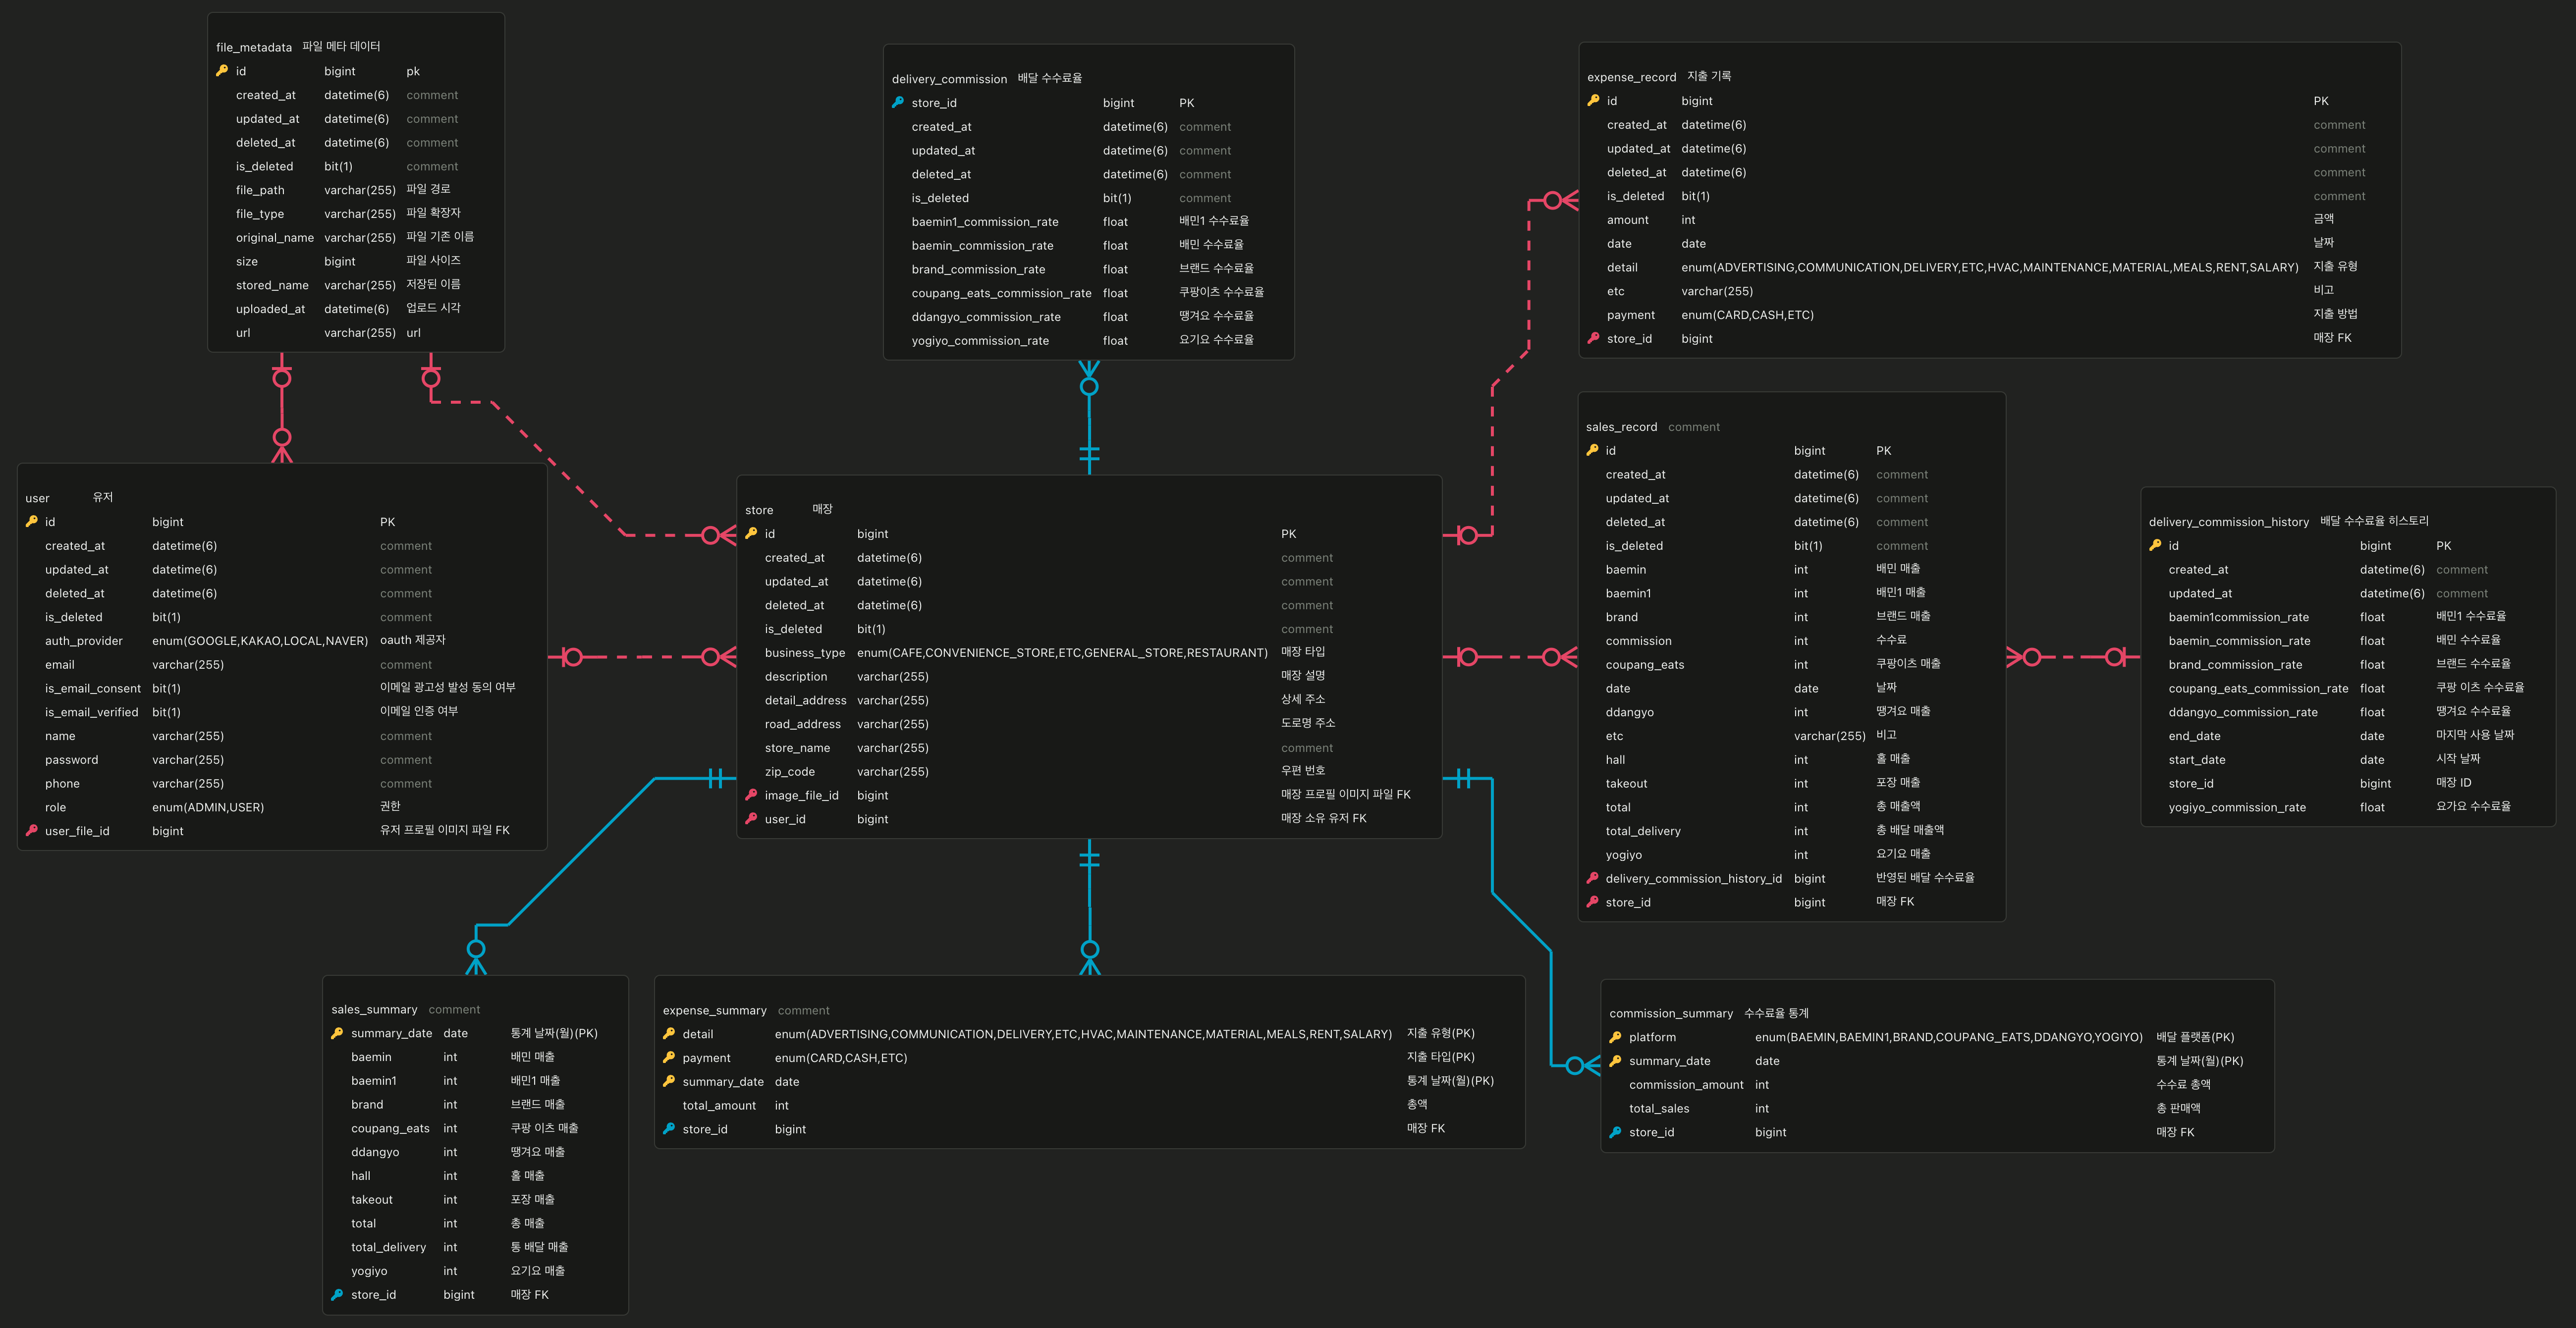 file_metadata 파일 메타 데이터
id bigint pk
created_at datetime(6) comment
updated_at datetime(6) comment
deleted_at datetime(6) comment
is_deleted bit(1) comment
file_path varchar(255) 파일 경로
file_type varchar(255) 파일 확장자
original_name varchar(255) 파일 기존 이름
size bigint 파일 사이즈
stored_name varchar(255) 저장된 이름
uploaded_at datetime(6) 업로드 시각
url varchar(255) url
delivery_commission 배달 수수료율
store_id bigint PK
created_at datetime(6) comment
updated_at datetime(6) comment
deleted_at datetime(6) comment
is_deleted bit(1) comment
baemin1_commission_rate float 배민1 수수료율
baemin_commission_rate float 배민 수수료율
brand_commission_rate float 브랜드 수수료율
coupang_eats_commission_rate float 쿠팡이츠 수수료율
ddangyo_commission_rate float 땡겨요 수수료율
yogiyo_commission_rate float 요기요 수수료율
expense_record 지출 기록
id bigint PK
created_at datetime(6) comment
updated_at datetime(6) comment
deleted_at datetime(6) comment
is_deleted bit(1) comment
amount int 금액
date date 날짜
detail enum(ADVERTISING,COMMUNICATION,DELIVERY,ETC,HVAC,MAINTENANCE,MATERIAL,MEALS,RENT,SALARY) 지출 유형
etc varchar(255) 비고
payment enum(CARD,CASH,ETC) 지출 방법
store_id bigint 매장 FK
user 유저
id bigint PK
created_at datetime(6) comment
updated_at datetime(6) comment
deleted_at datetime(6) comment
is_deleted bit(1) comment
auth_provider enum(GOOGLE,KAKAO,LOCAL,NAVER) oauth 제공자
email varchar(255) comment
is_email_consent bit(1) 이메일 광고성 발성 동의 여부
is_email_verified bit(1) 이메일 인증 여부
name varchar(255) comment
password varchar(255) comment
phone varchar(255) comment
role enum(ADMIN,USER) 권한
user_file_id bigint 유저 프로필 이미지 파일 FK
store 매장
id bigint PK
created_at datetime(6) comment
updated_at datetime(6) comment
deleted_at datetime(6) comment
is_deleted bit(1) comment
business_type enum(CAFE,CONVENIENCE_STORE,ETC,GENERAL_STORE,RESTAURANT) 매장 타입
description varchar(255) 매장 설명
detail_address varchar(255) 상세 주소
road_address varchar(255) 도로명 주소
store_name varchar(255) comment
zip_code varchar(255) 우편 번호
image_file_id bigint 매장 프로필 이미지 파일 FK
user_id bigint 매장 소유 유저 FK
sales_record comment
id bigint PK
created_at datetime(6) comment
updated_at datetime(6) comment
deleted_at datetime(6) comment
is_deleted bit(1) comment
baemin int 배민 매출
baemin1 int 배민1 매출
brand int 브랜드 매출
commission int 수수료
coupang_eats int 쿠팡이츠 매출
date date 날짜
ddangyo int 땡겨요 매출
etc varchar(255) 비고
hall int 홀 매출
takeout int 포장 매출
total int 총 매출액
total_delivery int 총 배달 매출액
yogiyo int 요기요 매출
delivery_commission_history_id bigint 반영된 배달 수수료율
store_id bigint 매장 FK
delivery_commission_history 배달 수수료율 히스토리
id bigint PK
created_at datetime(6) comment
updated_at datetime(6) comment
baemin1commission_rate float 배민1 수수료율
baemin_commission_rate float 배민 수수료율
brand_commission_rate float 브랜드 수수료율
coupang_eats_commission_rate float 쿠팡 이츠 수수료율
ddangyo_commission_rate float 땡겨요 수수료율
end_date date 마지막 사용 날짜
start_date date 시작 날짜
store_id bigint 매장 ID
yogiyo_commission_rate float 요가요 수수료율
sales_summary comment
summary_date date 통계 날짜(월)(PK)
baemin int 배민 매출
baemin1 int 배민1 매출
brand int 브랜드 매출
coupang_eats int 쿠팡 이츠 매출
ddangyo int 땡겨요 매출
hall int 홀 매출
takeout int 포장 매출
total int 총 매출
total_delivery int 통 배달 매출
yogiyo int 요기요 매출
store_id bigint 매장 FK
expense_summary comment
detail enum(ADVERTISING,COMMUNICATION,DELIVERY,ETC,HVAC,MAINTENANCE,MATERIAL,MEALS,RENT,SALARY) 지출 유형(PK)
payment enum(CARD,CASH,ETC) 지출 타입(PK)
summary_date date 통계 날짜(월)(PK)
total_amount int 총액
store_id bigint 매장 FK
commission_summary 수수료율 통계
platform enum(BAEMIN,BAEMIN1,BRAND,COUPANG_EATS,DDANGYO,YOGIYO) 배달 플랫폼(PK)
summary_date date 통계 날짜(월)(PK)
commission_amount int 수수료 총액
total_sales int 총 판매액
store_id bigint 매장 FK